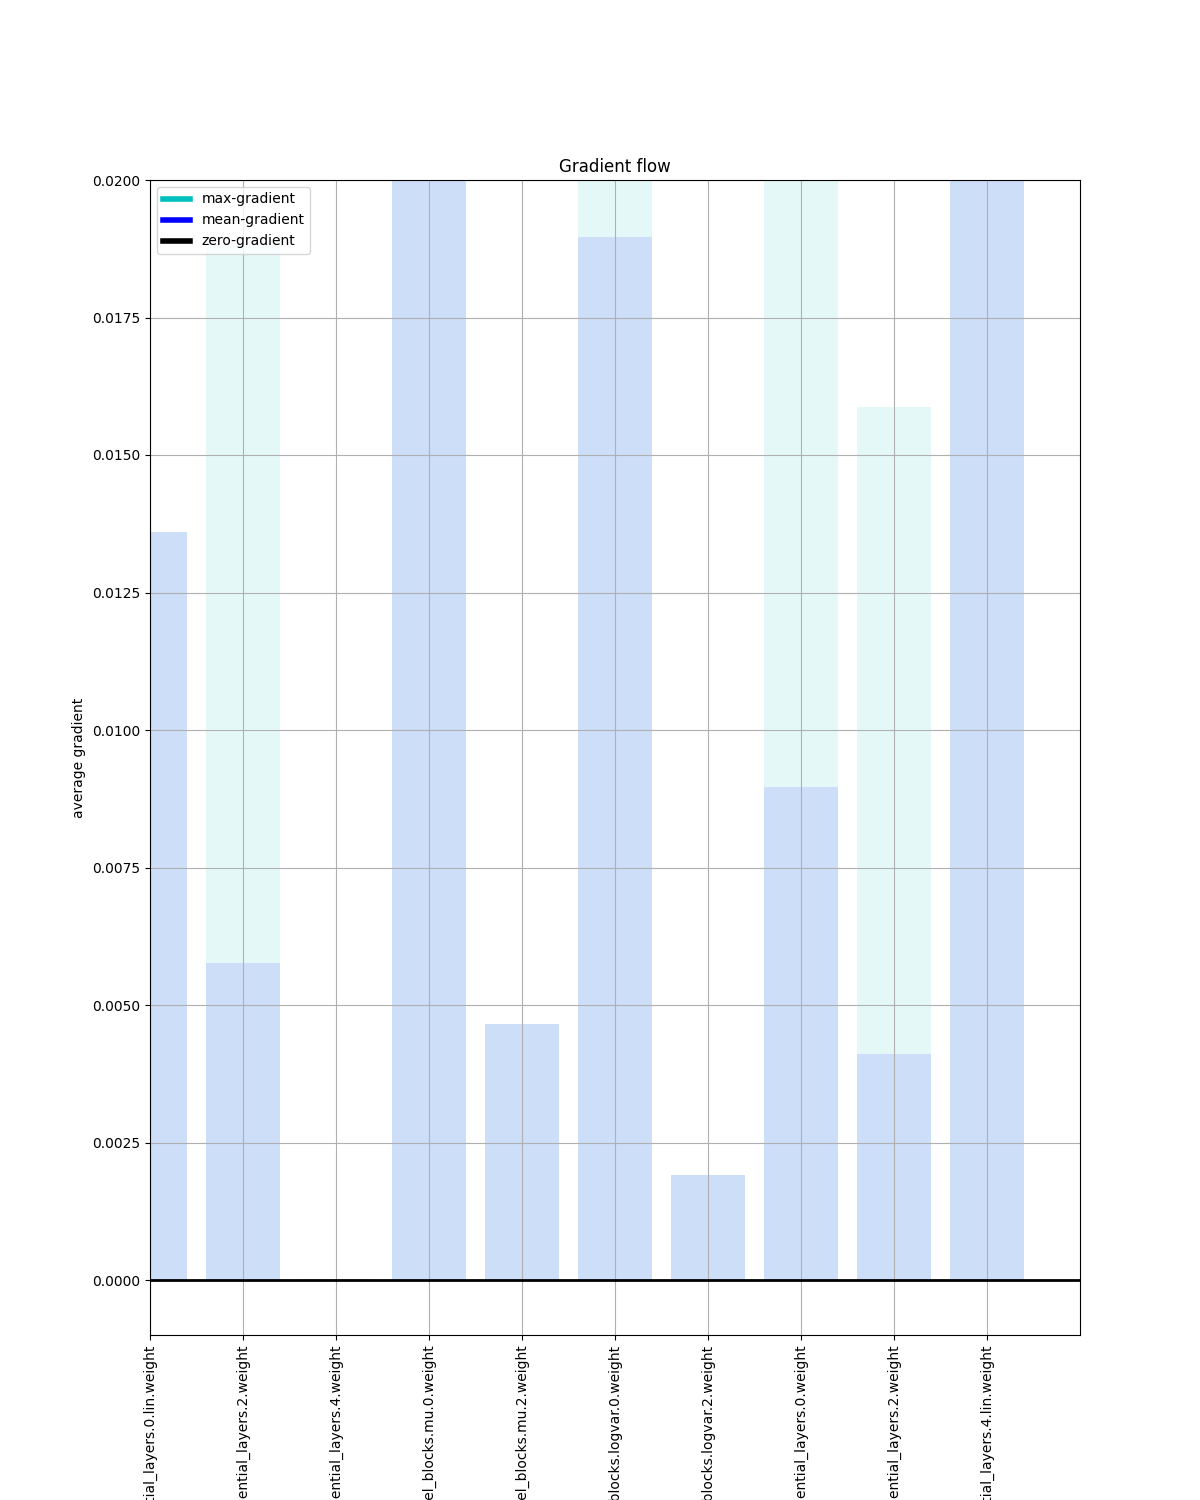 Gradient flow
max-gradient
mean-gradient
zero-gradient
0.0200
0.0175
0.0150
0.0125
0.0100
0.0075
0.0050
0.0025
0.0000
average gradient
tial_layers.0.lin.weight
ential_layers.2.weight
ential_layers.4.weight
el_blocks.mu.0.weight
el_blocks.mu.2.weight
blocks.logvar.0.weight
blocks.logvar.2.weight
ential_layers.0.weight
ential_layers.2.weight
tial_layers.4.lin.weight